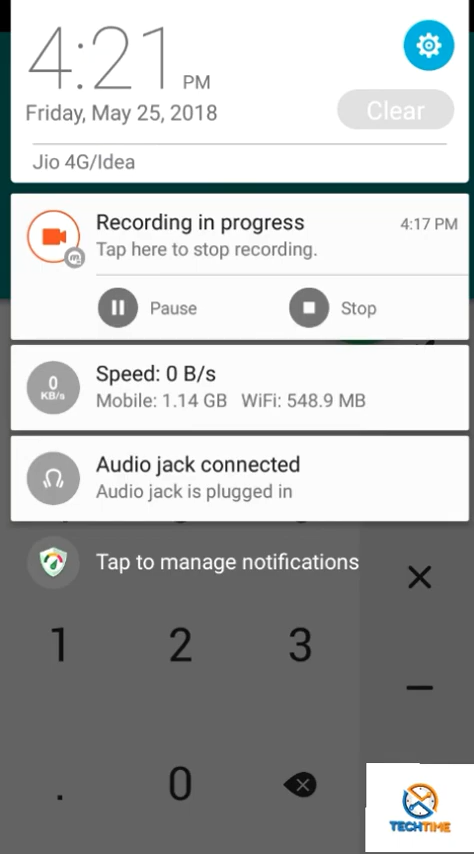 4:21 PM
Friday, May 25, 2018
Clear
Jio 4G/Idea
Recording in progress 4:17 PM
Tap here to stop recording.
Pause Stop
0
KB/s
Speed: 0 B/s
Mobile: 1.14 GB WiFi: 548.9 MB
Audio jack connected
Audio jack is plugged in
Tap to manage notifications
×
1 2 3
−
. 0
TECHTIME